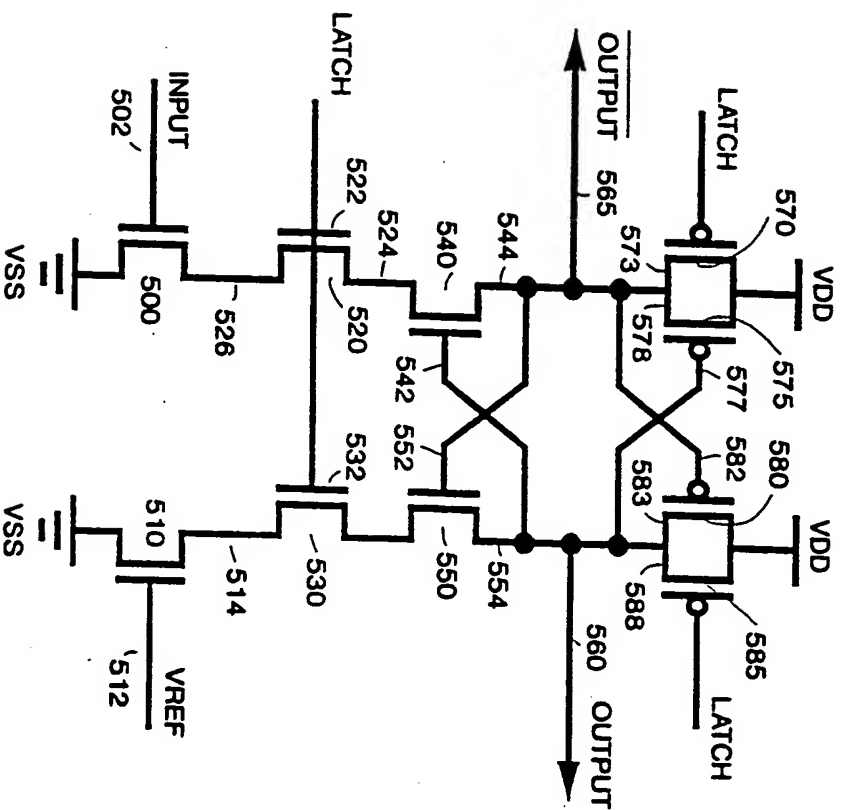 LATCH
OUTPUT
LATCH
570
VDD
INPUT
502
522
565
573
524
540
544
578
575
VSS
500
526
520
542
577
552
582
532
583
580
VDD
VSS
510
514
530
550
554
588
585
560
512
VREF
OUTPUT
LATCH